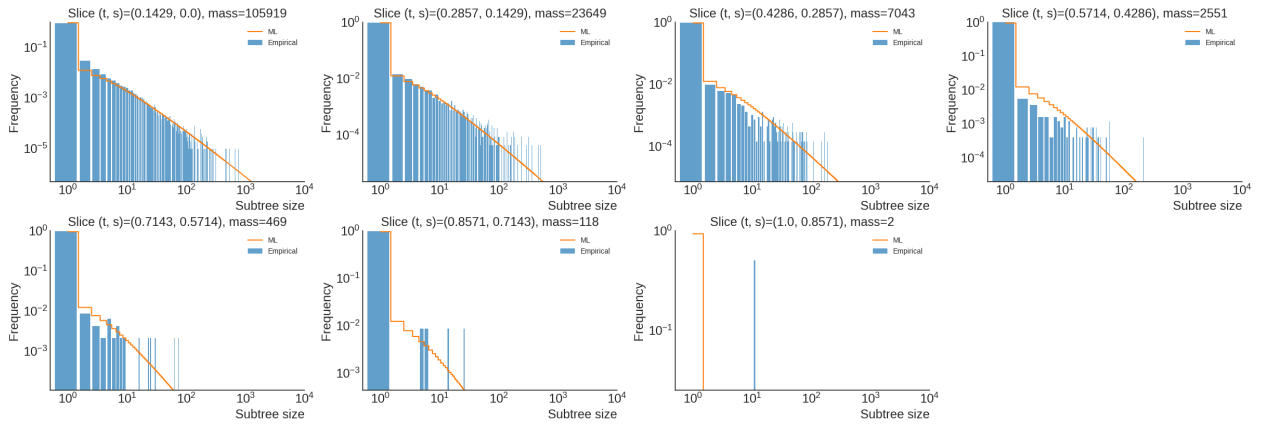 Slice (t, s)=(0.1429, 0.0), mass=105919
Frequency
10^0
10^-1
10^-3
10^-5
ML
Empirical
10^0 10^1 10^2 10^3 10^4
Subtree size
Slice (t, s)=(0.2857, 0.1429), mass=23649
Frequency
10^0
10^-2
10^-4
ML
Empirical
10^0 10^1 10^2 10^3 10^4
Subtree size
Slice (t, s)=(0.4286, 0.2857), mass=7043
Frequency
10^0
10^-2
10^-4
ML
Empirical
10^0 10^1 10^2 10^3 10^4
Subtree size
Slice (t, s)=(0.5714, 0.4286), mass=2551
Frequency
10^0
10^-1
10^-2
10^-3
10^-4
ML
Empirical
10^0 10^1 10^2 10^3 10^4
Subtree size
Slice (t, s)=(0.7143, 0.5714), mass=469
Frequency
10^0
10^-1
10^-2
10^-3
ML
Empirical
10^0 10^1 10^2 10^3 10^4
Subtree size
Slice (t, s)=(0.8571, 0.7143), mass=118
Frequency
10^0
10^-1
10^-2
10^-3
ML
Empirical
10^0 10^1 10^2 10^3 10^4
Subtree size
Slice (t, s)=(1.0, 0.8571), mass=2
Frequency
10^0
10^-1
ML
Empirical
10^0 10^1 10^2 10^3 10^4
Subtree size